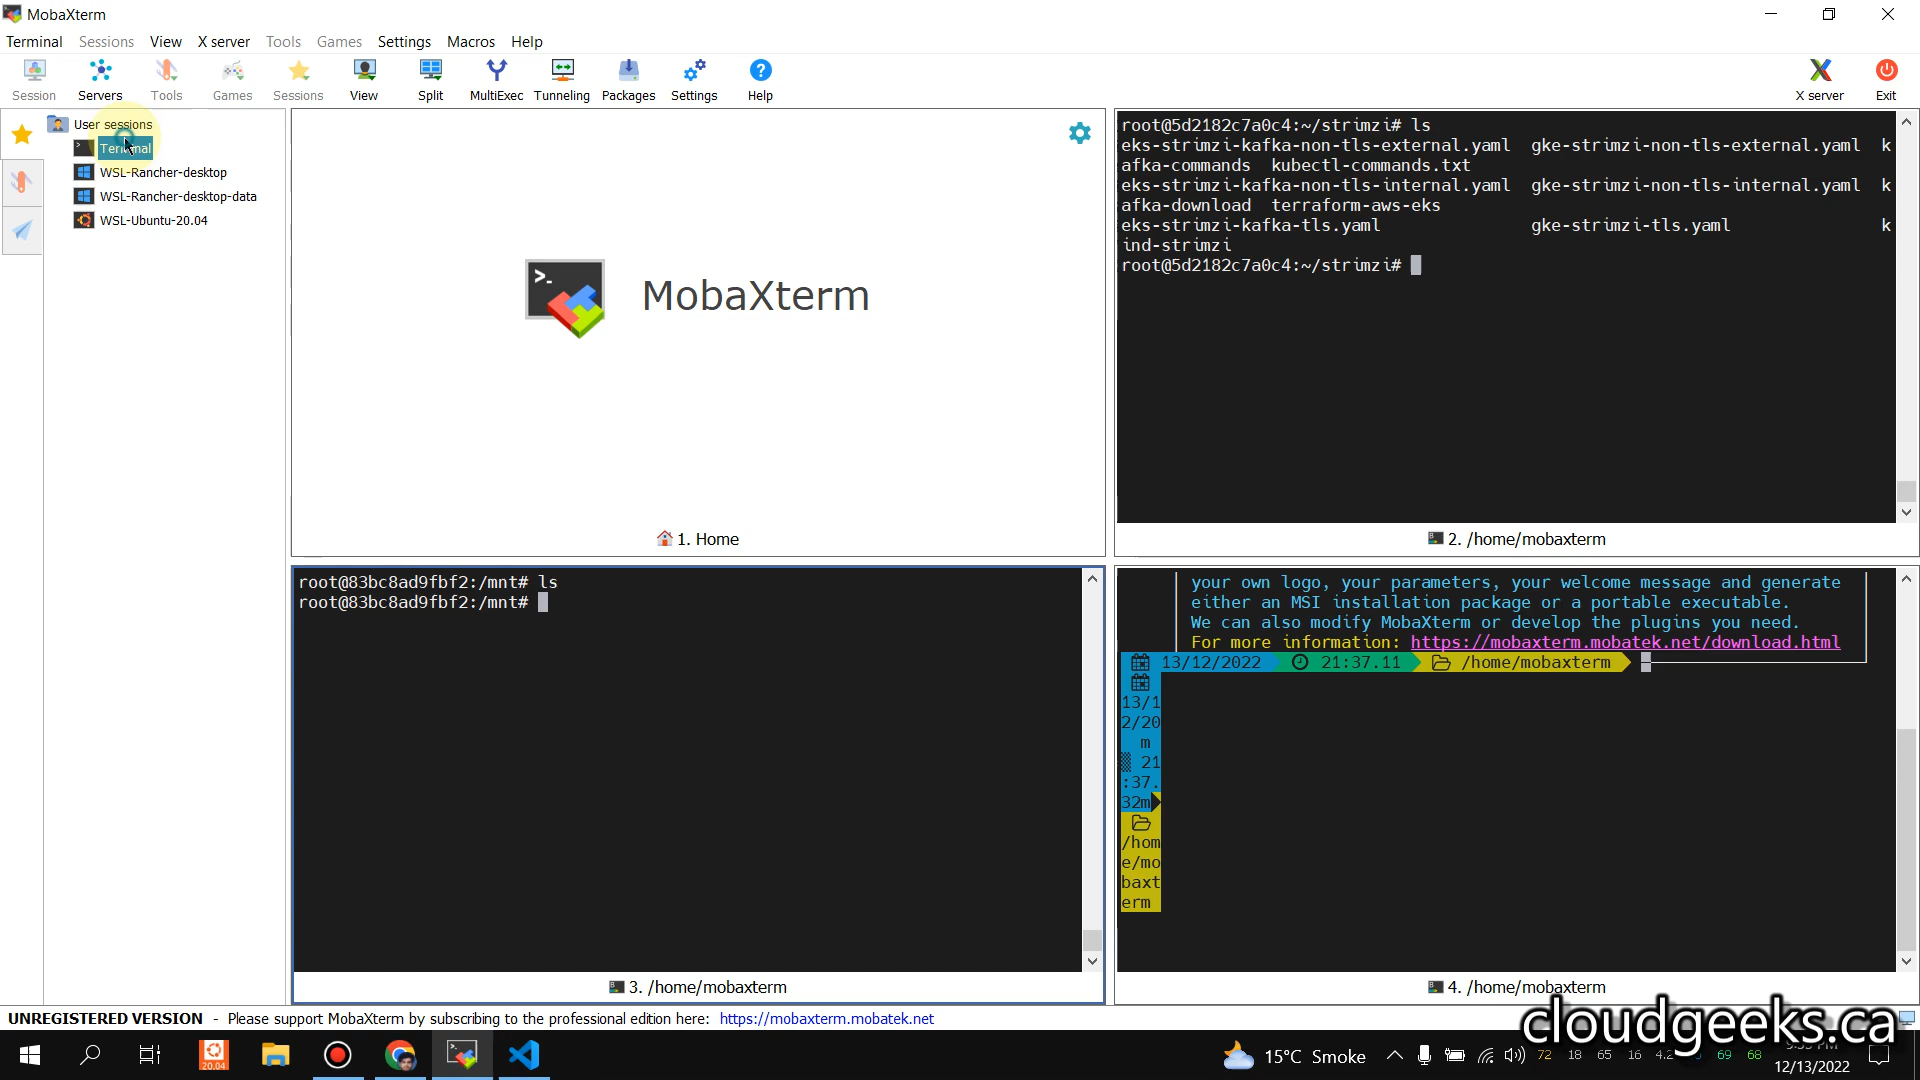 MobaXterm
Terminal Sessions View X server Tools Games Settings Macros Help
Session Servers Tools Games Sessions View Split MultiExec Tunneling Packages Settings Help X server Exit
User sessions
Terminal
WSL-Rancher-desktop
WSL-Rancher-desktop-data
WSL-Ubuntu-20.04
MobaXterm
1. Home
root@5d2182c7a0c4:~/strimzi# ls
eks-strimzi-kafka-non-tls-external.yaml gke-strimzi-non-tls-external.yaml k
afka-commands kubectl-commands.txt
eks-strimzi-kafka-non-tls-internal.yaml gke-strimzi-non-tls-internal.yaml k
afka-download terraform-aws-eks
eks-strimzi-kafka-tls.yaml gke-strimzi-tls.yaml k
ind-strimzi
root@5d2182c7a0c4:~/strimzi#
2. /home/mobaxterm
root@83bc8ad9fbf2:/mnt# ls
root@83bc8ad9fbf2:/mnt#
3. /home/mobaxterm
your own logo, your parameters, your welcome message and generate
either an MSI installation package or a portable executable.
We can also modify MobaXterm or develop the plugins you need.
For more information: https://mobaxterm.mobatek.net/download.html
13/12/2022 21:37.11 /home/mobaxterm
13/1
2/20
m
21
:37.
32m
/hom
e/mo
baxt
erm
4. /home/mobaxterm
UNREGISTERED VERSION - Please support MobaXterm by subscribing to the professional edition here: https://mobaxterm.mobatek.net
cloudgeeks.ca
20.04
15°C Smoke
72 18 65 16 4.2 69 68
12/13/2022